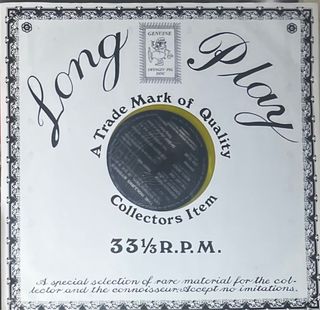 Long Play
GENUINE
A Trade Mark of Quality
Collectors Item
33⅓ R.P.M.
A special selection of rare material for the col-
lector and the connoisseur. Accept no imitations.